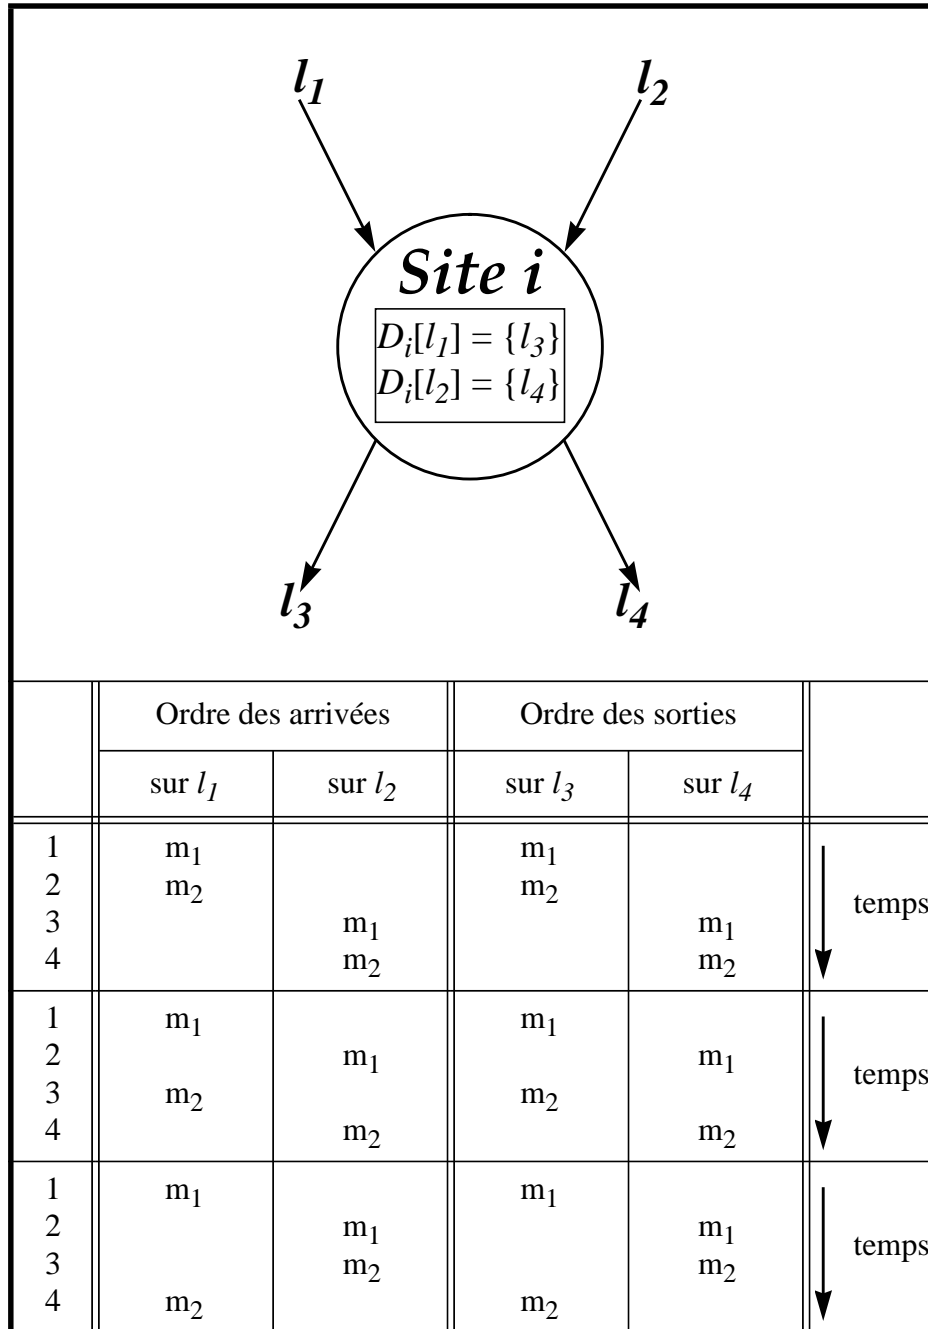 l1 l2
Site i
Di[l1] = {l3}
Di[l2] = {l4}
l3 l4
Ordre des arrivées Ordre des sorties
sur l1 sur l2 sur l3 sur l4
1 m1 m1
2 m2 m2
3 m1 m1
4 m2 m2
temps
1 m1 m1
2 m1 m1
3 m2 m2
4 m2 m2
temps
1 m1 m1
2 m1 m1
3 m2 m2
4 m2 m2
temps